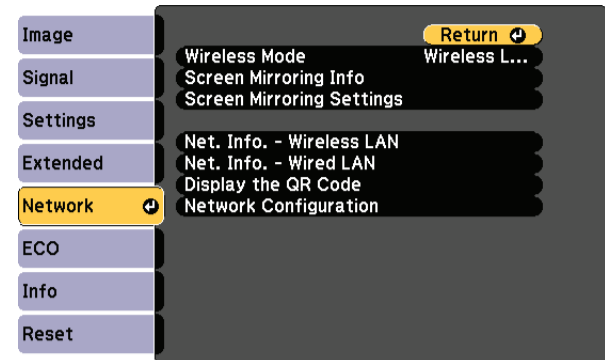 Image
Signal
Settings
Extended
Network
ECO
Info
Reset
Return
Wireless Mode Wireless L...
Screen Mirroring Info
Screen Mirroring Settings
Net. Info. - Wireless LAN
Net. Info. - Wired LAN
Display the QR Code
Network Configuration